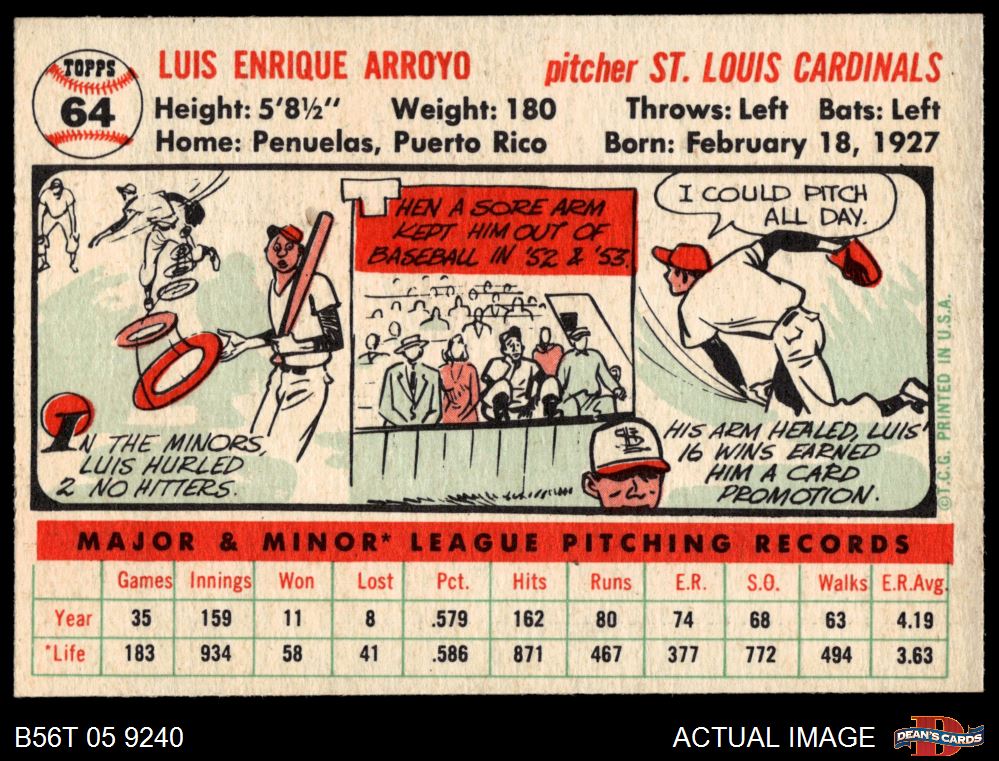 TOPPS
64
LUIS ENRIQUE ARROYO pitcher ST. LOUIS CARDINALS
Height: 5'8½" Weight: 180 Throws: Left Bats: Left
Home: Penuelas, Puerto Rico Born: February 18, 1927
IN THE MINORS,
LUIS HURLED
2 NO HITTERS.
HEN A SORE ARM
KEPT HIM OUT OF
BASEBALL IN '52 & '53.
I COULD PITCH
ALL DAY.
HIS ARM HEALED, LUIS'
16 WINS EARNED
HIM A CARD
PROMOTION.
© T.C.G. PRINTED IN U.S.A.
MAJOR & MINOR* LEAGUE PITCHING RECORDS
Games Innings Won Lost Pct. Hits Runs E.R. S.O. Walks E.R.Avg.
Year 35 159 11 8 .579 162 80 74 68 63 4.19
*Life 183 934 58 41 .586 871 467 377 772 494 3.63
B56T 05 9240 ACTUAL IMAGE DEAN'S CARDS